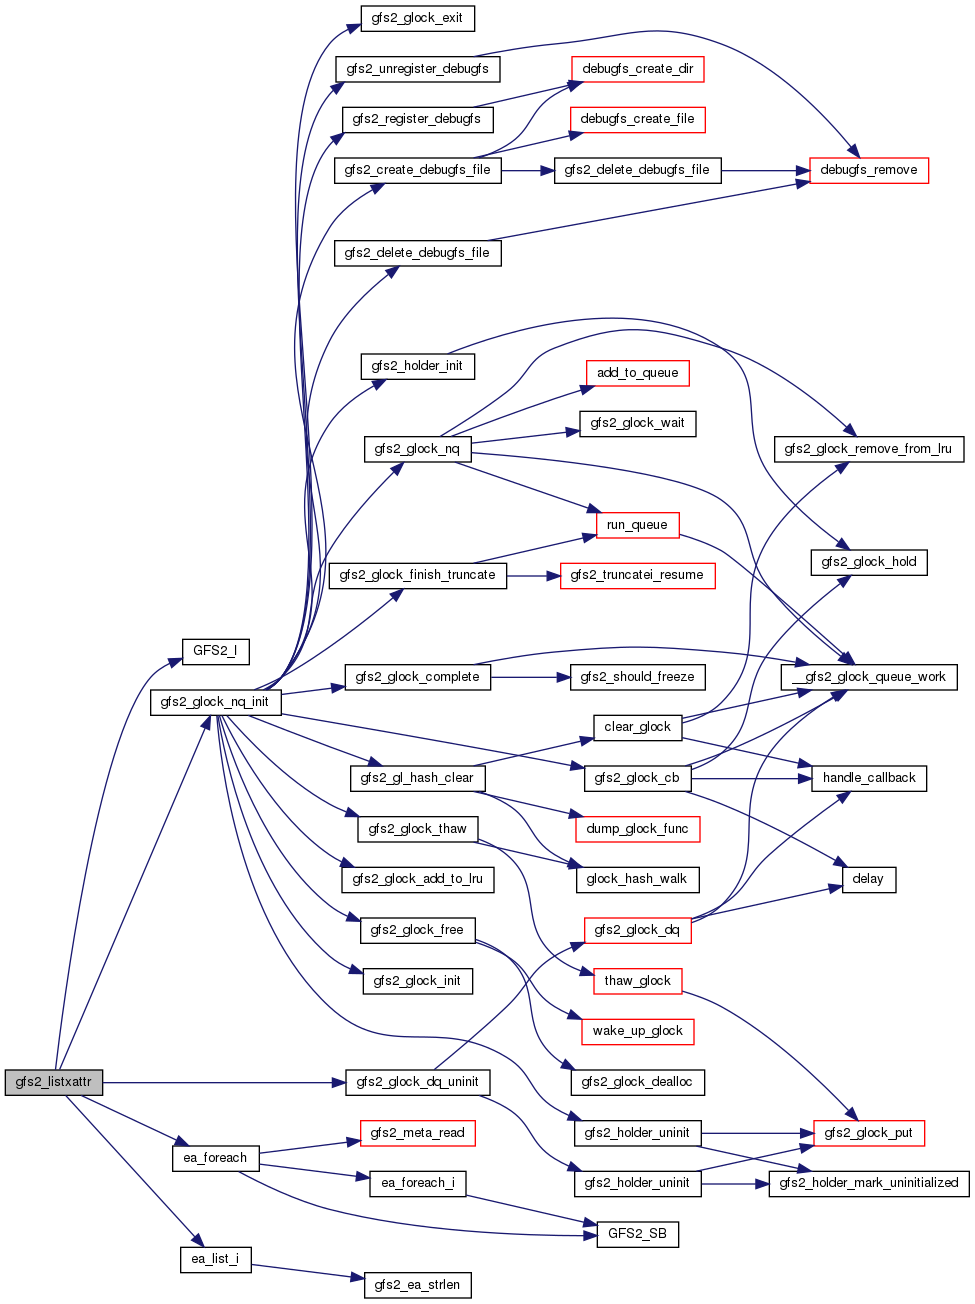 gfs2_glock_exit
gfs2_unregister_debugfs
debugfs_create_dir
gfs2_register_debugfs
debugfs_create_file
gfs2_create_debugfs_file
gfs2_delete_debugfs_file
debugfs_remove
gfs2_delete_debugfs_file
gfs2_holder_init
add_to_queue
gfs2_glock_wait
gfs2_glock_nq
gfs2_glock_remove_from_lru
run_queue
gfs2_glock_hold
gfs2_glock_finish_truncate
gfs2_truncatei_resume
GFS2_I
gfs2_glock_complete
gfs2_should_freeze
__gfs2_glock_queue_work
gfs2_glock_nq_init
clear_glock
gfs2_gl_hash_clear
gfs2_glock_cb
handle_callback
gfs2_glock_thaw
dump_glock_func
gfs2_glock_add_to_lru
glock_hash_walk
delay
gfs2_glock_free
gfs2_glock_dq
gfs2_glock_init
thaw_glock
wake_up_glock
gfs2_listxattr
gfs2_glock_dq_uninit
gfs2_glock_dealloc
gfs2_meta_read
gfs2_holder_uninit
gfs2_glock_put
ea_foreach
ea_foreach_i
gfs2_holder_uninit
gfs2_holder_mark_uninitialized
GFS2_SB
ea_list_i
gfs2_ea_strlen